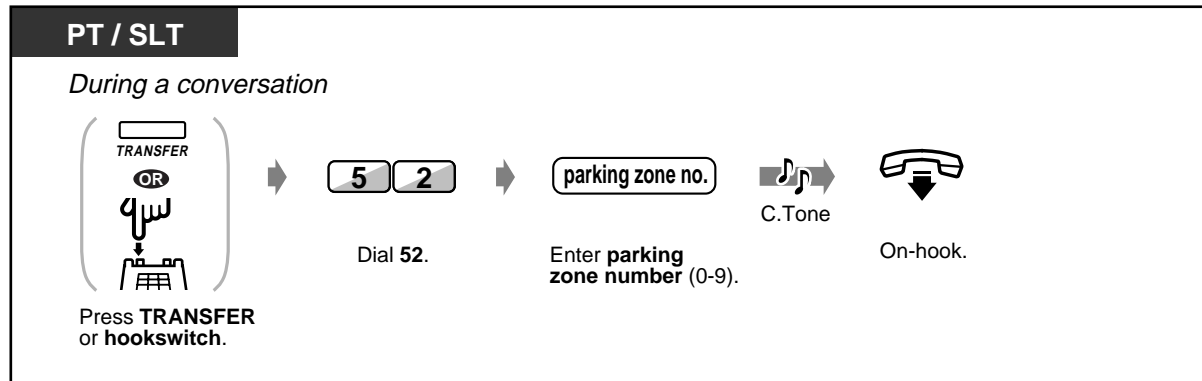 PT / SLT
During a conversation
TRANSFER
OR
5 2
parking zone no.
C.Tone
Press TRANSFER
or hookswitch.
Dial 52.
Enter parking
zone number (0-9).
On-hook.